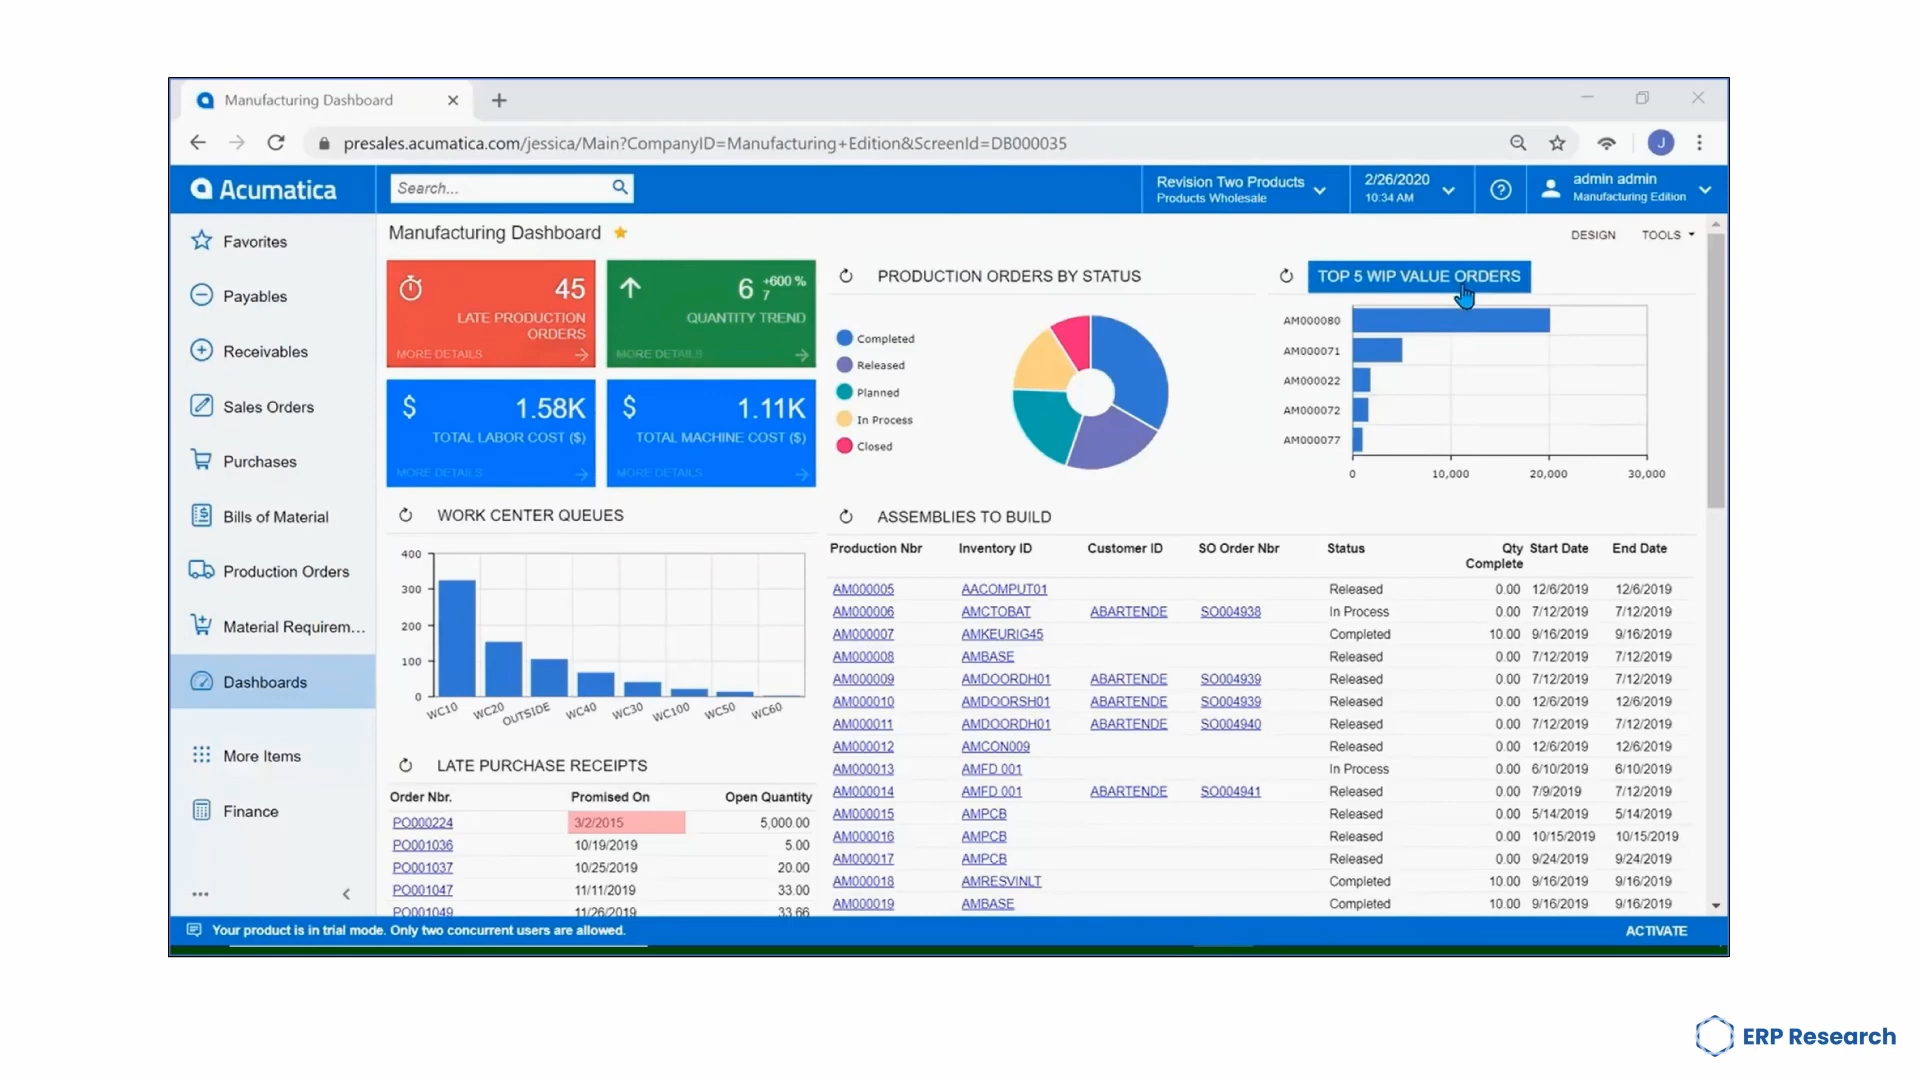 Manufacturing Dashboard
presales.acumatica.com/jessica/Main?CompanyID=Manufacturing+Edition&ScreenId=DB000035
J
Acumatica
Search...
Revision Two Products
Products Wholesale
2/26/2020
10:34 AM
admin admin
Manufacturing Edition
Favorites
Payables
Receivables
Sales Orders
Purchases
Bills of Material
Production Orders
Material Requirem...
Dashboards
More Items
Finance
Manufacturing Dashboard
DESIGN
TOOLS
45
LATE PRODUCTION
ORDERS
MORE DETAILS
6 +600 %
7
QUANTITY TREND
MORE DETAILS
$ 1.58K
TOTAL LABOR COST ($)
MORE DETAILS
$ 1.11K
TOTAL MACHINE COST ($)
MORE DETAILS
PRODUCTION ORDERS BY STATUS
Completed
Released
Planned
In Process
Closed
TOP 5 WIP VALUE ORDERS
AM000080
AM000071
AM000022
AM000072
AM000077
0 10,000 20,000 30,000
WORK CENTER QUEUES
400
300
200
100
0
WC10 WC20 OUTSIDE WC40 WC30 WC100 WC50 WC60
LATE PURCHASE RECEIPTS
Order Nbr. Promised On Open Quantity
PO000224 3/2/2015 5,000.00
PO001036 10/19/2019 5.00
PO001037 10/25/2019 20.00
PO001047 11/11/2019 33.00
PO001049 11/26/2019 33.66
ASSEMBLIES TO BUILD
Production Nbr Inventory ID Customer ID SO Order Nbr Status Qty Complete Start Date End Date
AM000005 AACOMPUT01 Released 0.00 12/6/2019 12/6/2019
AM000006 AMCTOBAT ABARTENDE SO004938 In Process 0.00 7/12/2019 7/12/2019
AM000007 AMKEURIG45 Completed 10.00 9/16/2019 9/16/2019
AM000008 AMBASE Released 0.00 7/12/2019 7/12/2019
AM000009 AMDOORDH01 ABARTENDE SO004939 Released 0.00 7/12/2019 7/12/2019
AM000010 AMDOORSH01 ABARTENDE SO004939 Released 0.00 12/6/2019 12/6/2019
AM000011 AMDOORDH01 ABARTENDE SO004940 Released 0.00 7/12/2019 7/12/2019
AM000012 AMCON009 Released 0.00 12/6/2019 12/6/2019
AM000013 AMFD 001 In Process 0.00 6/10/2019 6/10/2019
AM000014 AMFD 001 ABARTENDE SO004941 Released 0.00 7/9/2019 7/12/2019
AM000015 AMPCB Released 0.00 5/14/2019 5/14/2019
AM000016 AMPCB Released 0.00 10/15/2019 10/15/2019
AM000017 AMPCB Released 0.00 9/24/2019 9/24/2019
AM000018 AMRESVINLT Completed 10.00 9/16/2019 9/16/2019
AM000019 AMBASE Completed 10.00 9/16/2019 9/16/2019
Your product is in trial mode. Only two concurrent users are allowed.
ACTIVATE
ERP Research